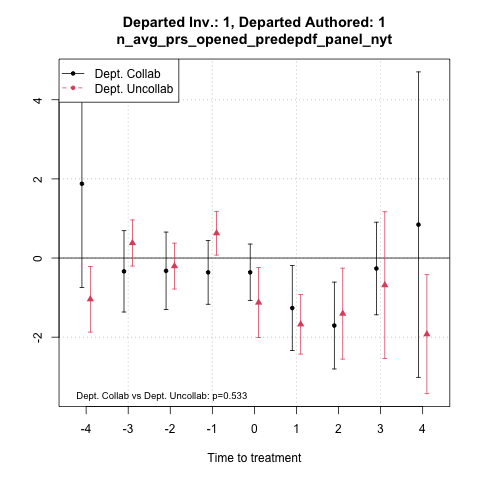 Departed Inv.: 1, Departed Authored: 1
n_avg_prs_opened_predepdf_panel_nyt
Dept. Collab
Dept. Uncollab
4
2
0
-2
Dept. Collab vs Dept. Uncollab: p=0.533
-4 -3 -2 -1 0 1 2 3 4
Time to treatment